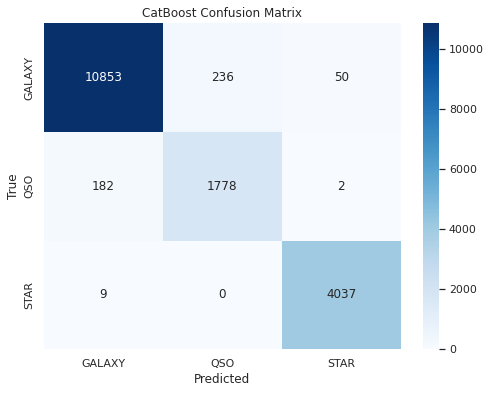 CatBoost Confusion Matrix
True
GALAXY 10853 236 50
QSO 182 1778 2
STAR 9 0 4037
GALAXY QSO STAR
Predicted
10000
8000
6000
4000
2000
0